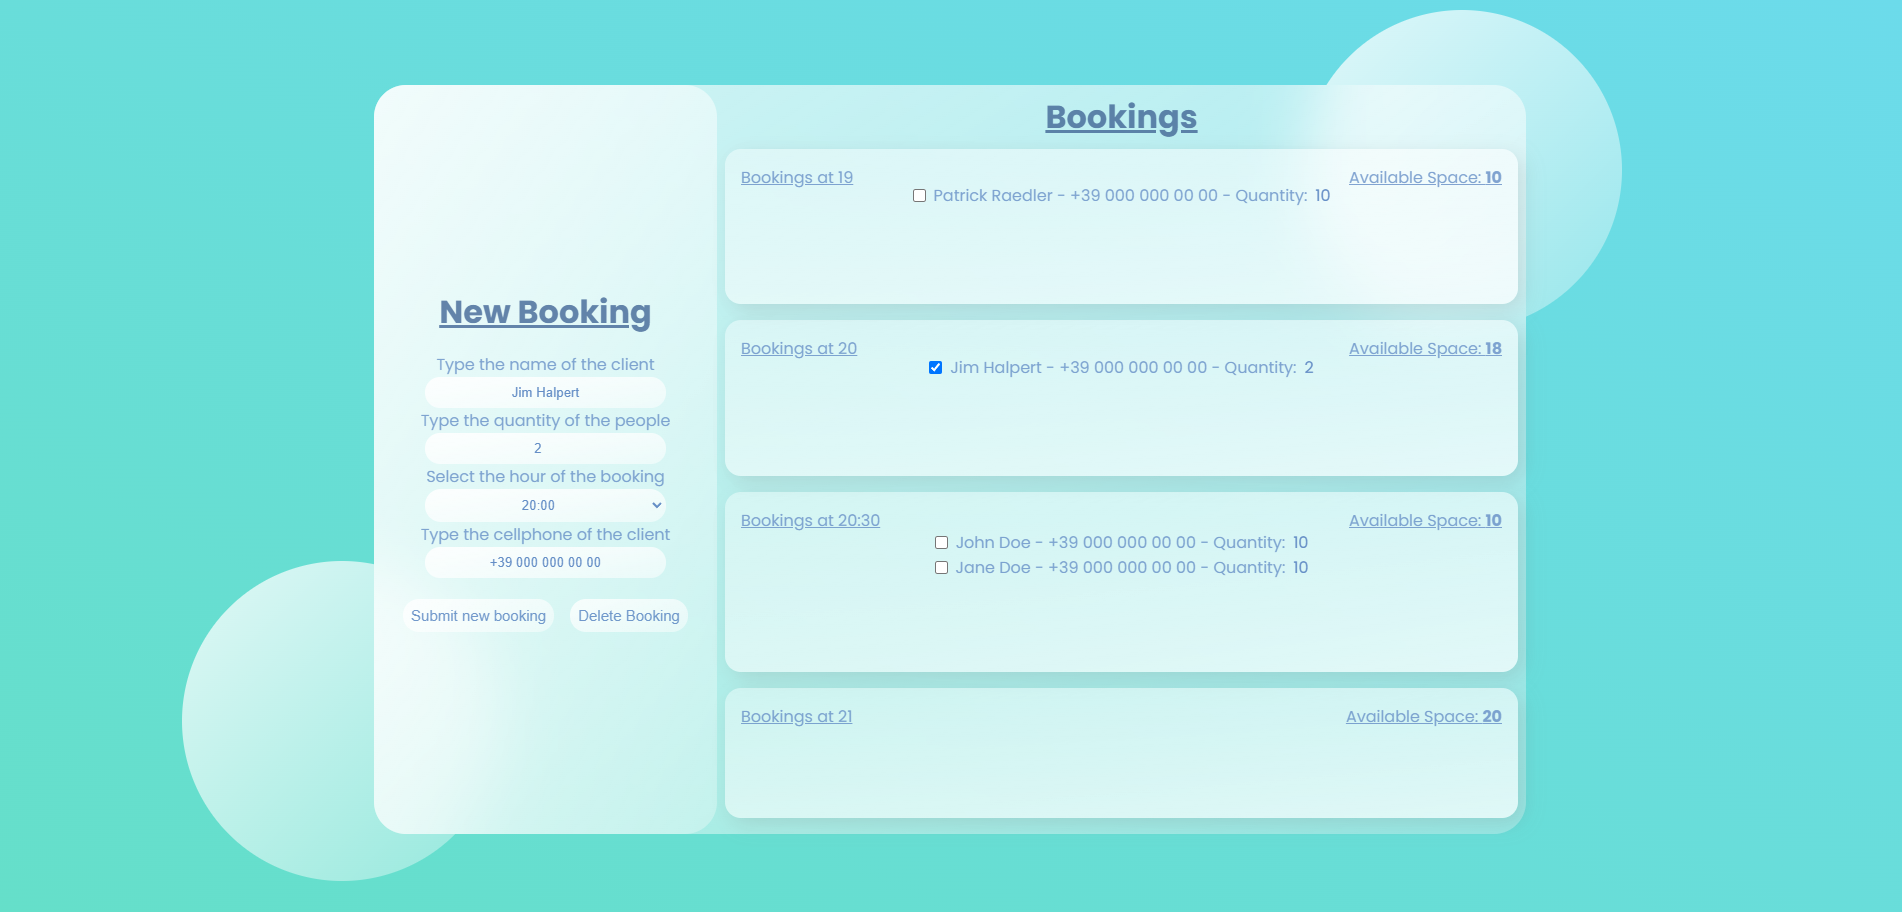 New Booking
Type the name of the client
Jim Halpert
Type the quantity of the people
2
Select the hour of the booking
20:00
Type the cellphone of the client
+39 000 000 00 00
Submit new booking Delete Booking
Bookings
Bookings at 19 Available Space: 10
Patrick Raedler - +39 000 000 00 00 - Quantity: 10
Bookings at 20 Available Space: 18
Jim Halpert - +39 000 000 00 00 - Quantity: 2
Bookings at 20:30 Available Space: 10
John Doe - +39 000 000 00 00 - Quantity: 10
Jane Doe - +39 000 000 00 00 - Quantity: 10
Bookings at 21 Available Space: 20